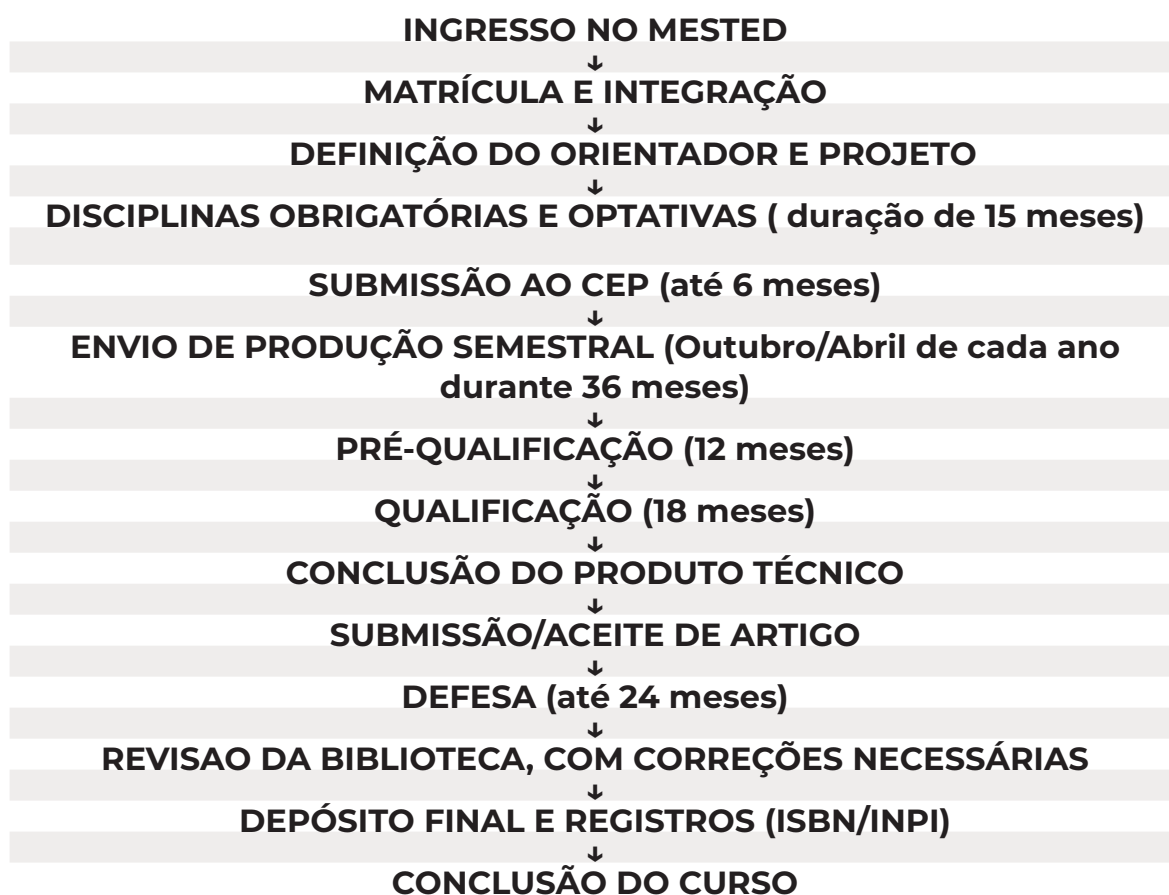 INGRESSO NO MESTED
↓
MATRÍCULA E INTEGRAÇÃO
↓
DEFINIÇÃO DO ORIENTADOR E PROJETO
↓
DISCIPLINAS OBRIGATÓRIAS E OPTATIVAS ( duração de 15 meses)
SUBMISSÃO AO CEP (até 6 meses)
↓
ENVIO DE PRODUÇÃO SEMESTRAL (Outubro/Abril de cada ano
durante 36 meses)
↓
PRÉ-QUALIFICAÇÃO (12 meses)
↓
QUALIFICAÇÃO (18 meses)
↓
CONCLUSÃO DO PRODUTO TÉCNICO
↓
SUBMISSÃO/ACEITE DE ARTIGO
↓
DEFESA (até 24 meses)
↓
REVISAO DA BIBLIOTECA, COM CORREÇÕES NECESSÁRIAS
↓
DEPÓSITO FINAL E REGISTROS (ISBN/INPI)
↓
CONCLUSÃO DO CURSO